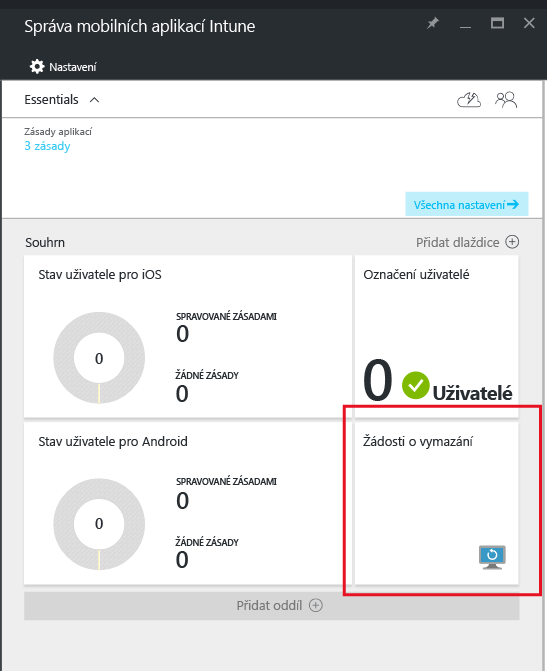 Správa mobilních aplikací Intune
Nastavení
Essentials
Zásady aplikací
3 zásady
Všechna nastavení
Souhrn
Přidat dlaždice
Stav uživatele pro iOS
0
SPRAVOVANÉ ZÁSADAMI
0
ŽÁDNÉ ZÁSADY
0
Označení uživatelé
0 Uživatelé
Stav uživatele pro Android
0
SPRAVOVANÉ ZÁSADAMI
0
ŽÁDNÉ ZÁSADY
0
Žádosti o vymazání
Přidat oddíl